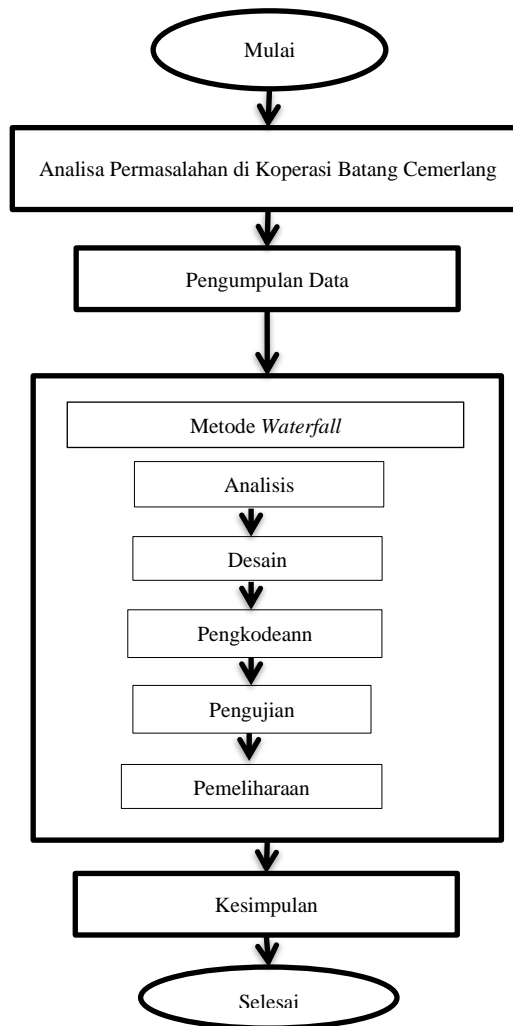 Mulai
Analisa Permasalahan di Koperasi Batang Cemerlang
Pengumpulan Data
Metode Waterfall
Analisis
Desain
Pengkodeann
Pengujian
Pemeliharaan
Kesimpulan
Selesai